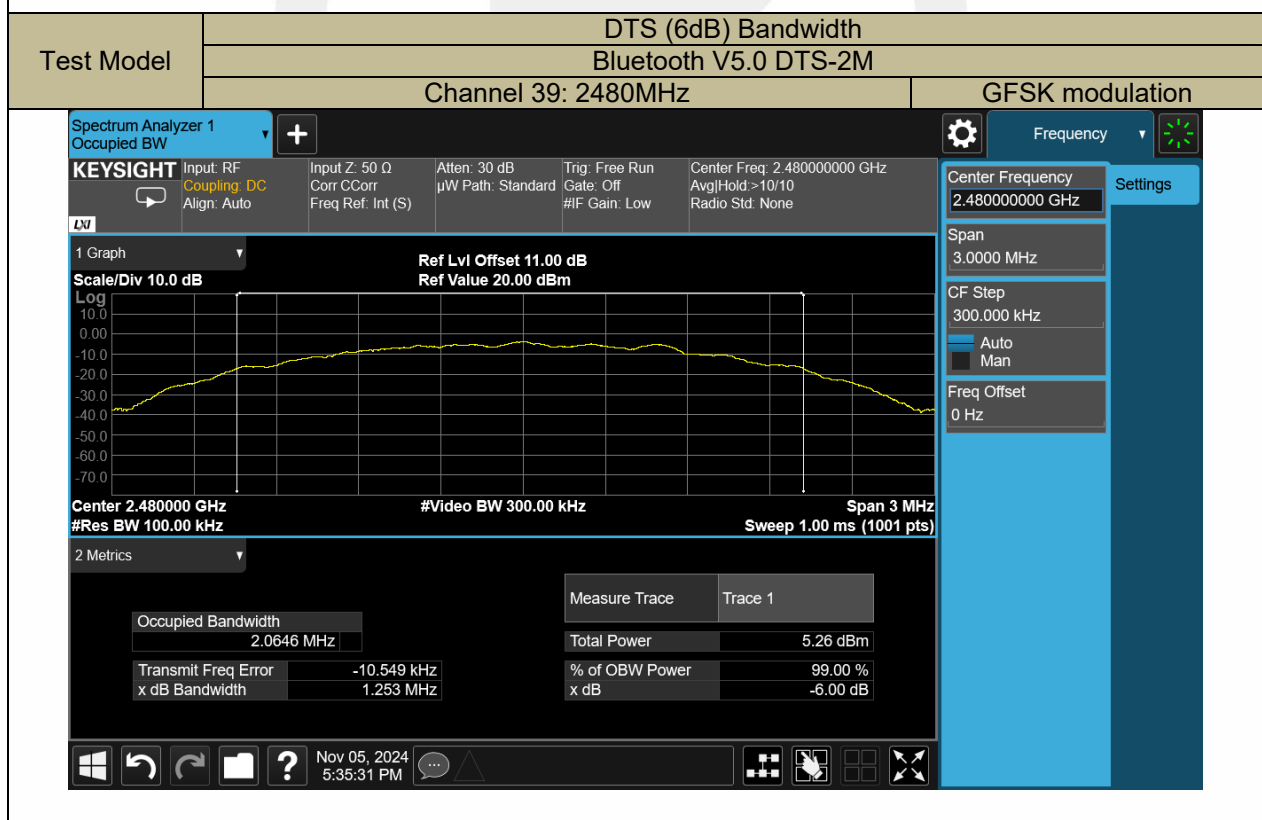 Test Model
DTS (6dB) Bandwidth
Bluetooth V5.0 DTS-2M
Channel 39: 2480MHz
GFSK modulation
Spectrum Analyzer 1
Occupied BW
Frequency
KEYSIGHT
LXI
Input: RF
Coupling: DC
Align: Auto
Input Z: 50 Ω
Corr CCorr
Freq Ref: Int (S)
Atten: 30 dB
µW Path: Standard
Trig: Free Run
Gate: Off
#IF Gain: Low
Center Freq: 2.480000000 GHz
Avg|Hold:>10/10
Radio Std: None
Center Frequency
2.480000000 GHz
Settings
Span
3.0000 MHz
CF Step
300.000 kHz
Auto
Man
Freq Offset
0 Hz
1 Graph
Scale/Div 10.0 dB
Ref Lvl Offset 11.00 dB
Ref Value 20.00 dBm
Log
10.0
0.00
-10.0
-20.0
-30.0
-40.0
-50.0
-60.0
-70.0
Center 2.480000 GHz
#Video BW 300.00 kHz
Span 3 MHz
#Res BW 100.00 kHz
Sweep 1.00 ms (1001 pts)
2 Metrics
Measure Trace Trace 1
Occupied Bandwidth
2.0646 MHz
Total Power 5.26 dBm
Transmit Freq Error -10.549 kHz
% of OBW Power 99.00 %
x dB Bandwidth 1.253 MHz
x dB -6.00 dB
?
Nov 05, 2024
5:35:31 PM